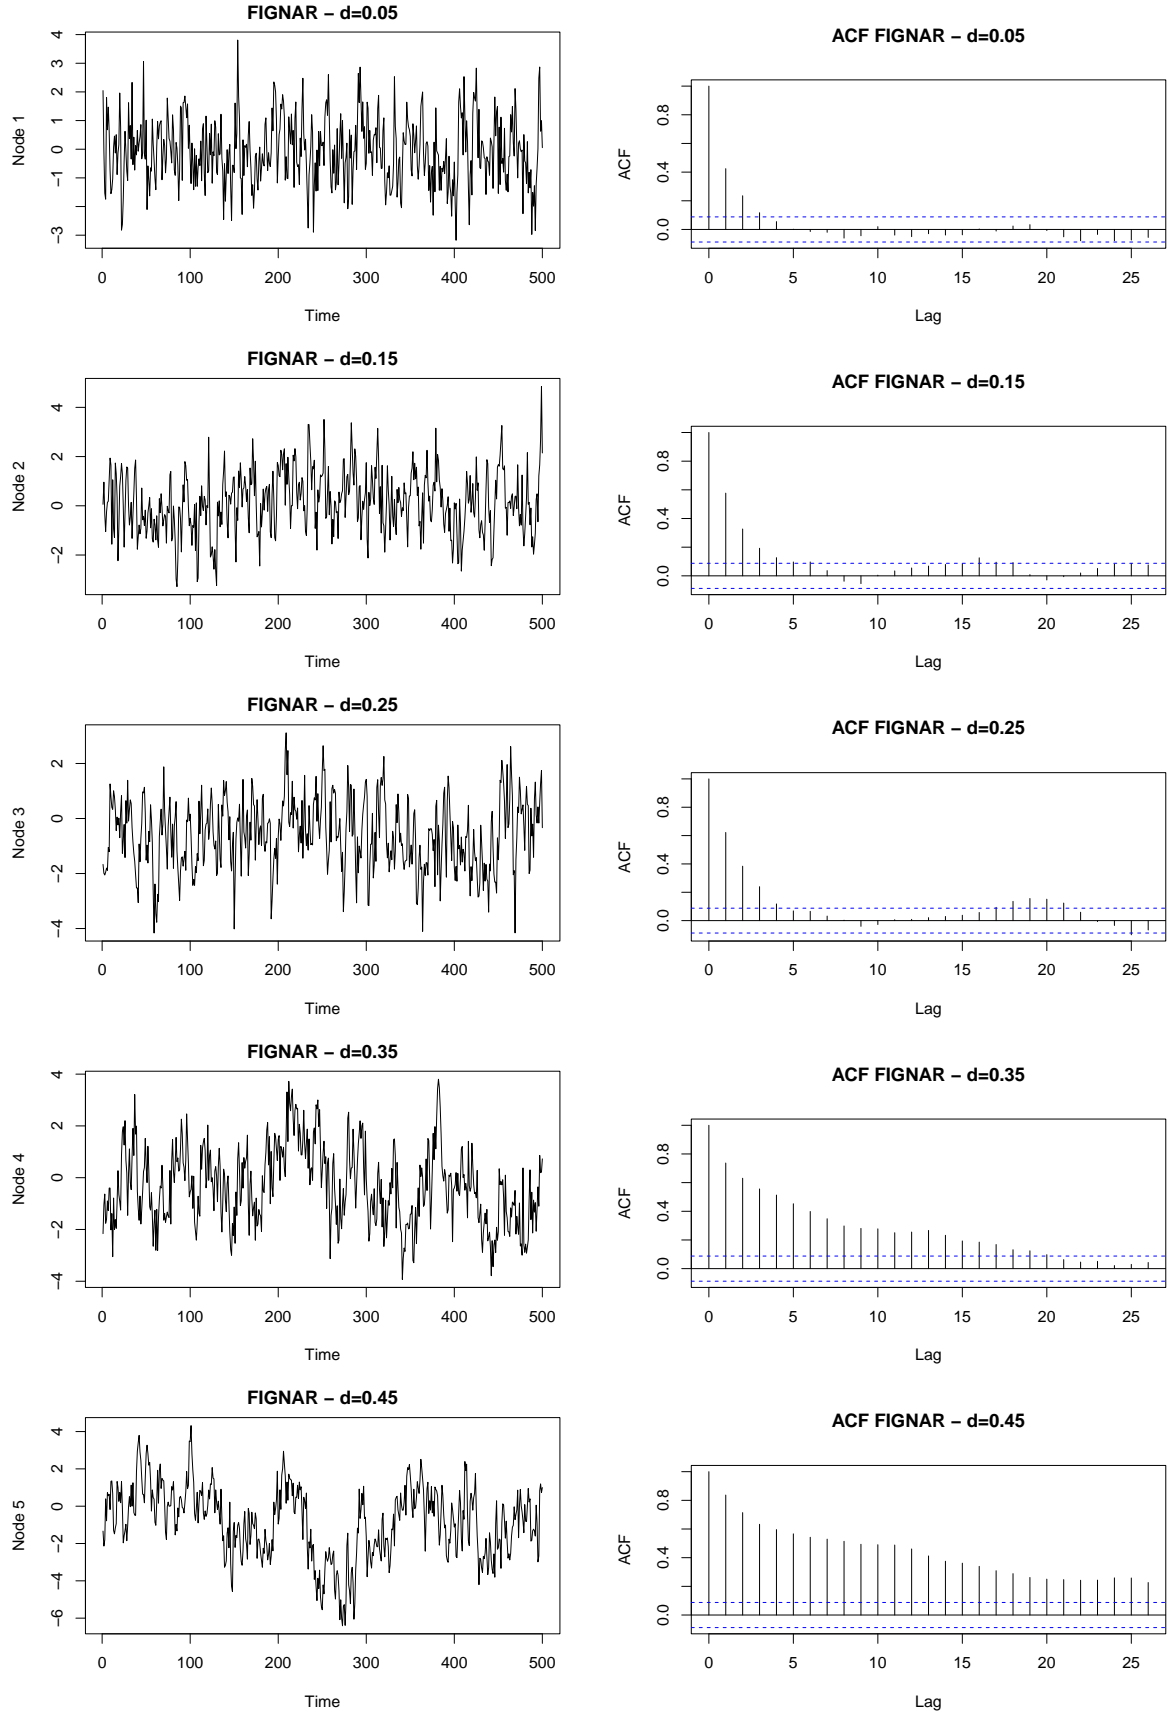 FIGNAR – d=0.05
Node 1
4
3
2
1
0
−1
−3
0 100 200 300 400 500
Time
ACF FIGNAR – d=0.05
ACF
0.8
0.4
0.0
0 5 10 15 20 25
Lag
FIGNAR – d=0.15
Node 2
4
2
0
−2
0 100 200 300 400 500
Time
ACF FIGNAR – d=0.15
ACF
0.8
0.4
0.0
0 5 10 15 20 25
Lag
FIGNAR – d=0.25
Node 3
2
0
−2
−4
0 100 200 300 400 500
Time
ACF FIGNAR – d=0.25
ACF
0.8
0.4
0.0
0 5 10 15 20 25
Lag
FIGNAR – d=0.35
Node 4
4
2
0
−2
−4
0 100 200 300 400 500
Time
ACF FIGNAR – d=0.35
ACF
0.8
0.4
0.0
0 5 10 15 20 25
Lag
FIGNAR – d=0.45
Node 5
4
2
0
−2
−4
−6
0 100 200 300 400 500
Time
ACF FIGNAR – d=0.45
ACF
0.8
0.4
0.0
0 5 10 15 20 25
Lag